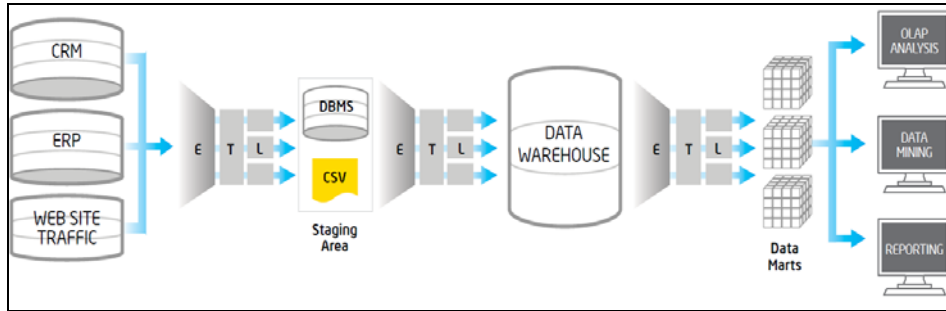 CRM
ERP
WEB SITE
TRAFFIC
E T L
DBMS
CSV
Staging
Area
E T L
DATA
WAREHOUSE
E T L
Data
Marts
OLAP
ANALYSIS
DATA
MINING
REPORTING